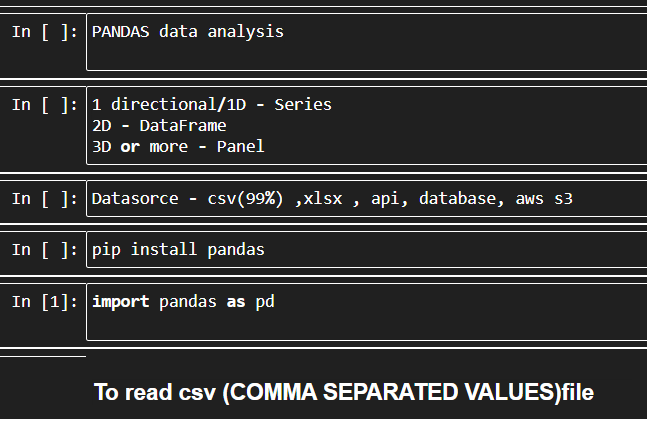 In [ ]: PANDAS data analysis
In [ ]: 1 directional/1D - Series
2D - DataFrame
3D or more - Panel
In [ ]: Datasorce - csv(99%) ,xlsx , api, database, aws s3
In [ ]: pip install pandas
In [1]: import pandas as pd
To read csv (COMMA SEPARATED VALUES)file